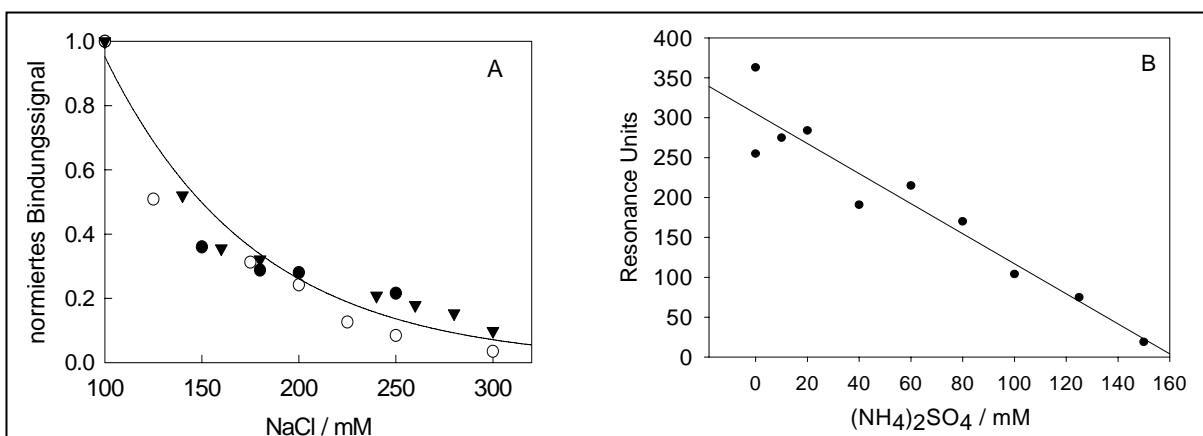 A
normiertes Bindungssignal
1.0
0.8
0.6
0.4
0.2
0.0
100 150 200 250 300
NaCl / mM
B
Resonance Units
400
350
300
250
200
150
100
50
0
0 20 40 60 80 100 120 140 160
(NH4)2SO4 / mM